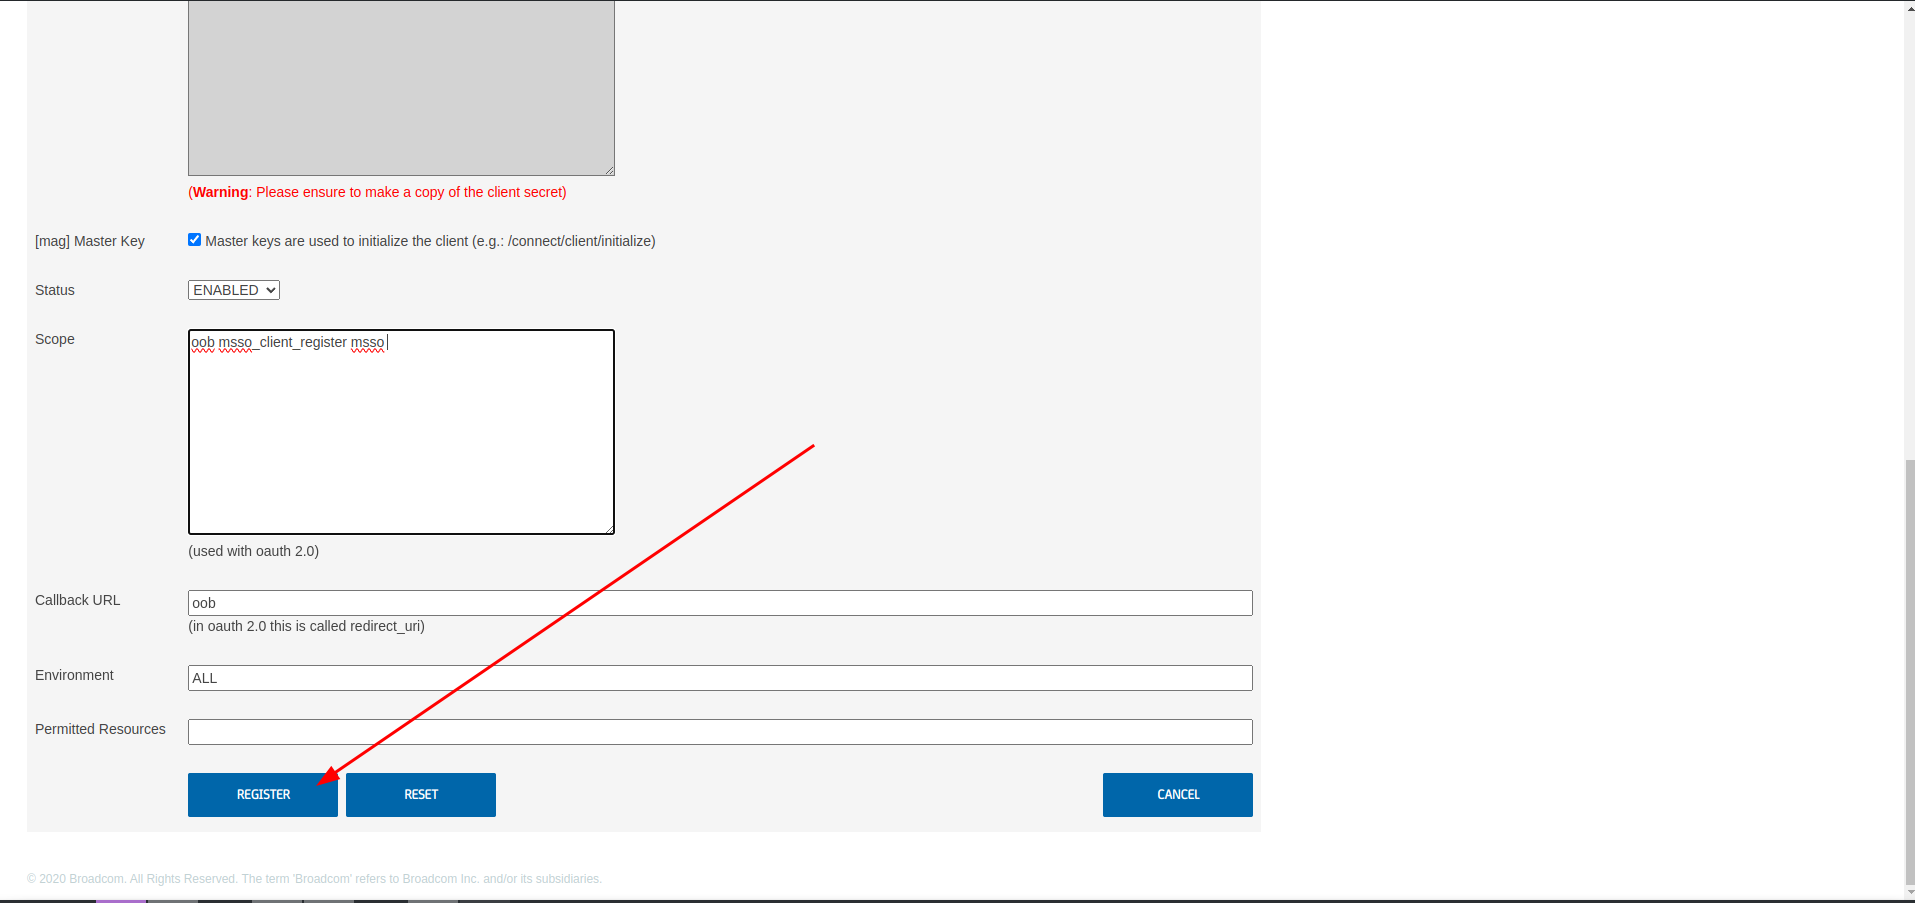 (Warning: Please ensure to make a copy of the client secret)
[mag] Master Key
Master keys are used to initialize the client (e.g.: /connect/client/initialize)
Status
ENABLED
Scope
oob msso_client_register msso
(used with oauth 2.0)
Callback URL
oob
(in oauth 2.0 this is called redirect_uri)
Environment
ALL
Permitted Resources
REGISTER
RESET
CANCEL
© 2020 Broadcom. All Rights Reserved. The term 'Broadcom' refers to Broadcom Inc. and/or its subsidiaries.